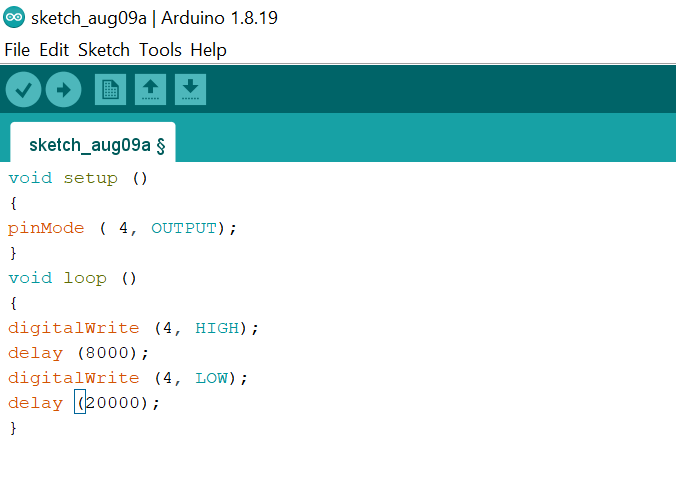 sketch_aug09a | Arduino 1.8.19
File Edit Sketch Tools Help
sketch_aug09a §
void setup ()
{
pinMode ( 4, OUTPUT);
}
void loop ()
{
digitalWrite (4, HIGH);
delay (8000);
digitalWrite (4, LOW);
delay (20000);
}